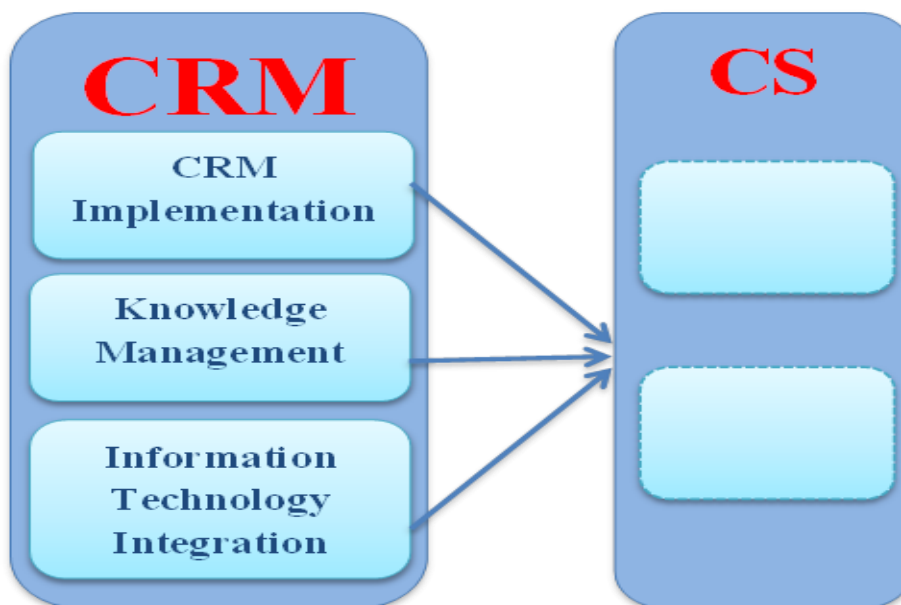 CRM
CRM
Implementation
Knowledge
Management
Information
Technology
Integration
CS